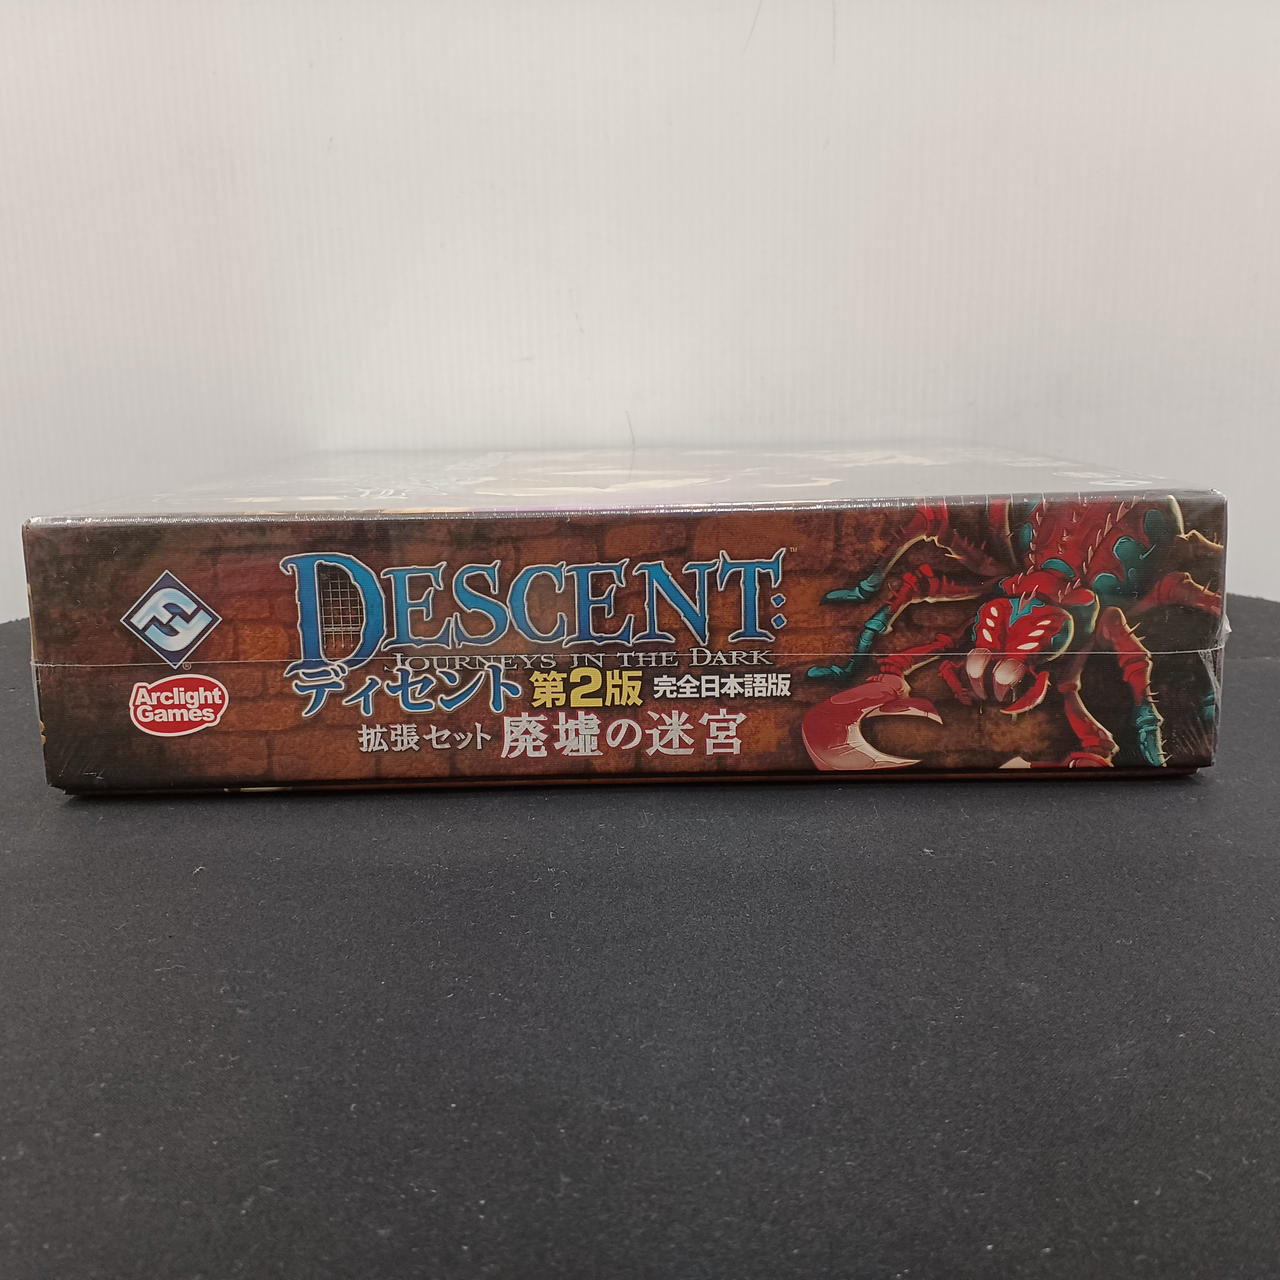 DESCENT:
JOURNEYS IN THE DARK
ディセント 第2版 完全日本語版
拡張セット 廃墟の迷宮
Arclight
Games